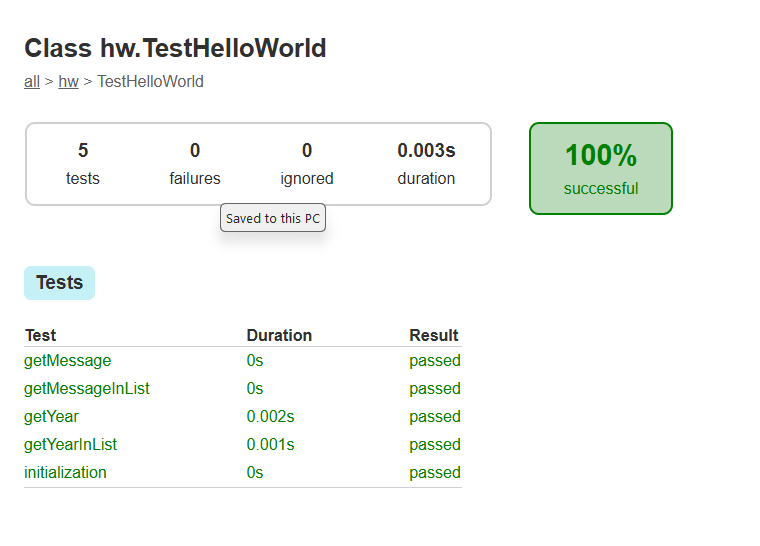 Class hw.TestHelloWorld
all > hw > TestHelloWorld
5 0 0 0.003s
tests failures ignored duration
100%
successful
Saved to this PC
Tests
Test Duration Result
getMessage 0s passed
getMessageInList 0s passed
getYear 0.002s passed
getYearInList 0.001s passed
initialization 0s passed